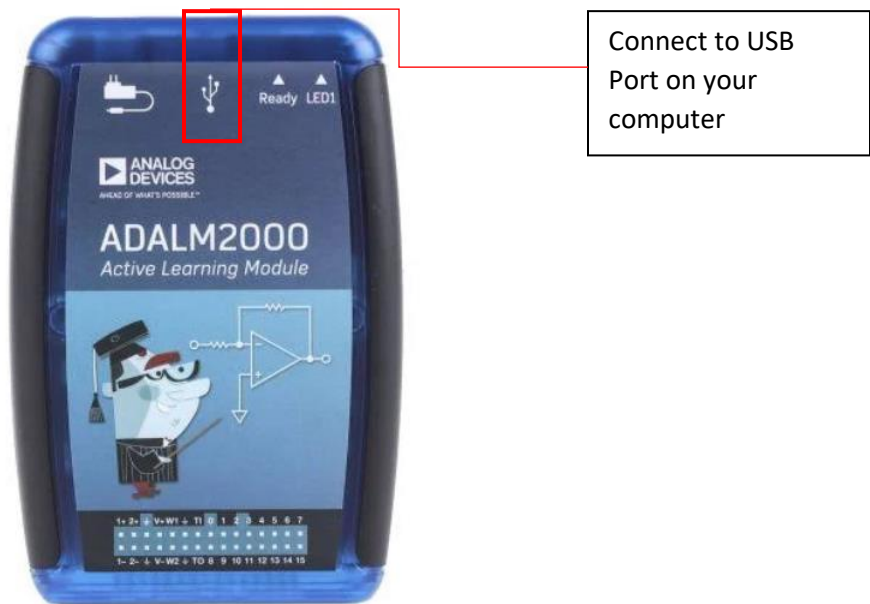 Connect to USB
Port on your
computer
Ready LED1
ANALOG
DEVICES
AHEAD OF WHAT'S POSSIBLE™
ADALM2000
Active Learning Module
1+ 2+ ⏚ V+ W1 ⏚ T1 0 1 2 3 4 5 6 7
1- 2- ⏚ V- W2 ⏚ TO 8 9 10 11 12 13 14 15